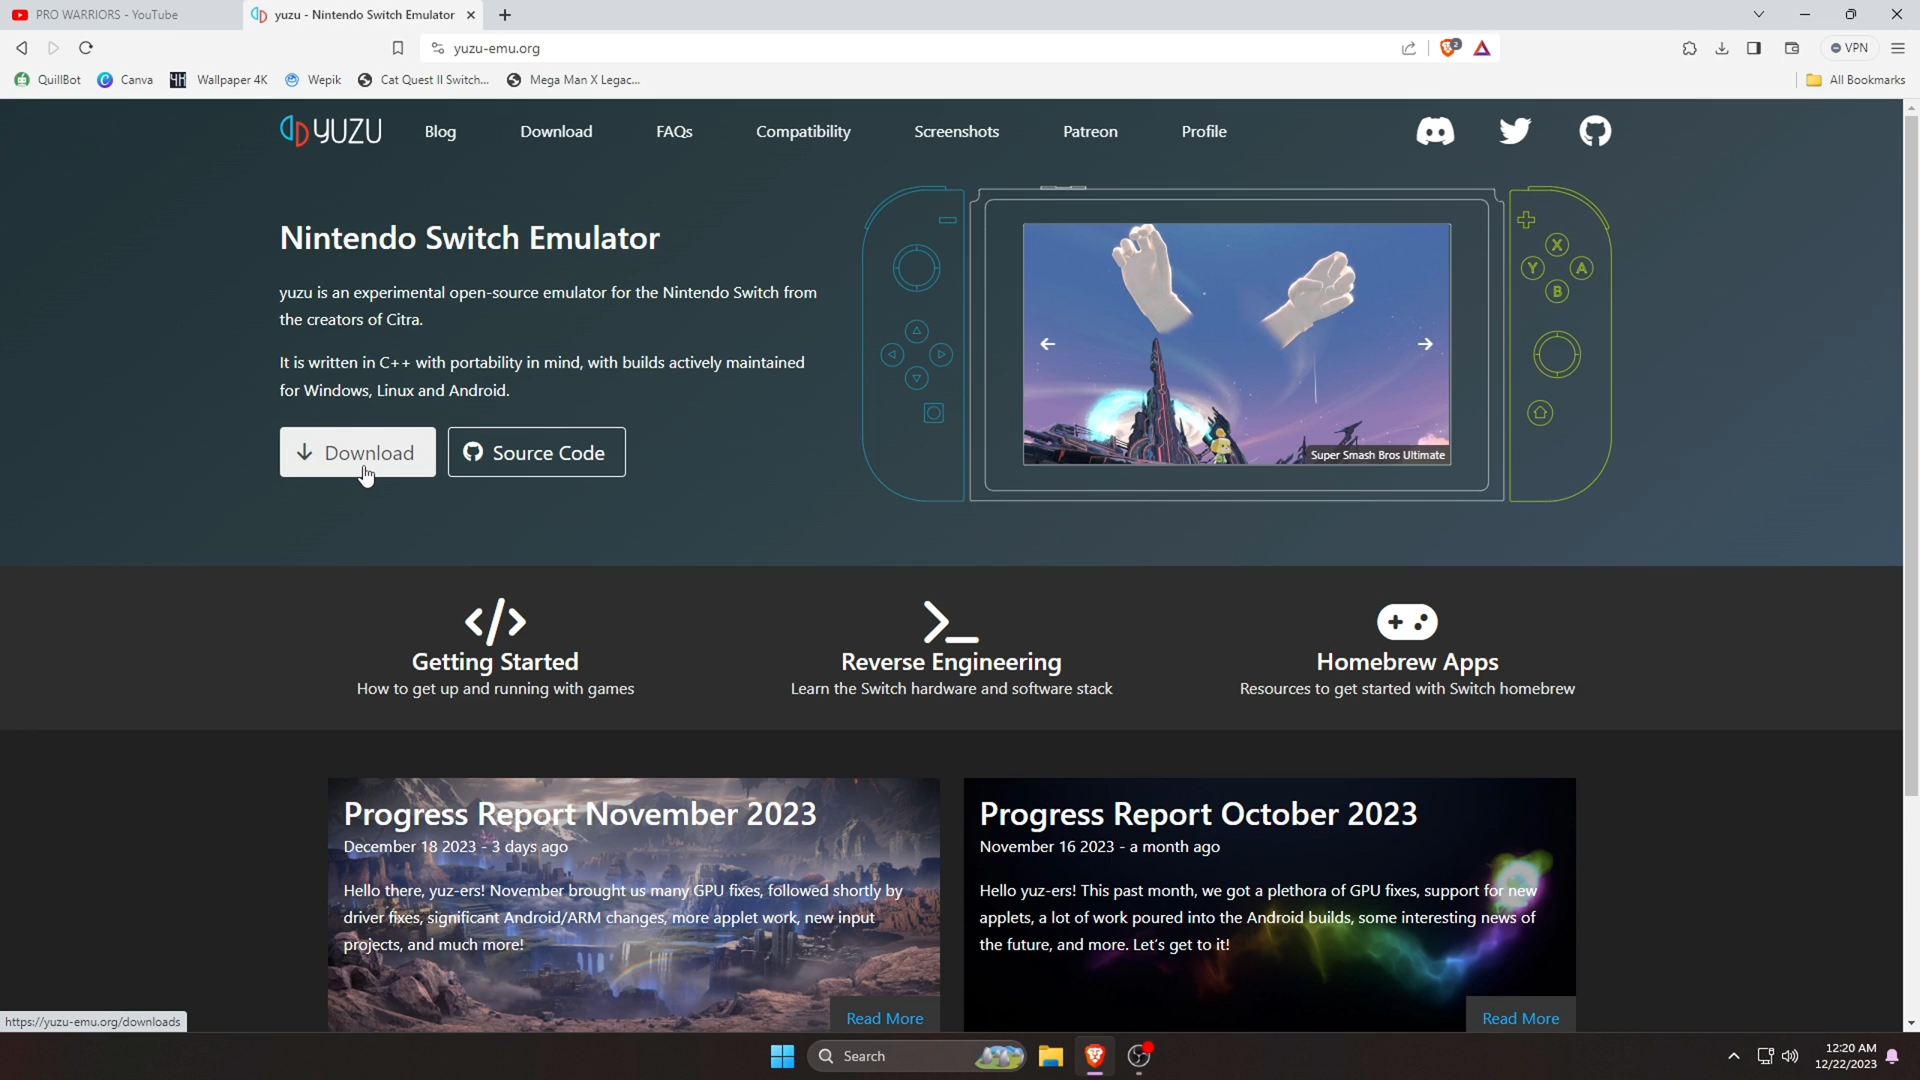 PRO WARRIORS - YouTube
yuzu - Nintendo Switch Emulator
yuzu-emu.org
2
VPN
QuillBot
Canva
Wallpaper 4K
Wepik
Cat Quest II Switch...
Mega Man X Legac...
All Bookmarks
YUZU
Blog
Download
FAQs
Compatibility
Screenshots
Patreon
Profile
Nintendo Switch Emulator
yuzu is an experimental open-source emulator for the Nintendo Switch from
the creators of Citra.
It is written in C++ with portability in mind, with builds actively maintained
for Windows, Linux and Android.
Download
Source Code
X
Y
A
B
Super Smash Bros Ultimate
Getting Started
How to get up and running with games
Reverse Engineering
Learn the Switch hardware and software stack
Homebrew Apps
Resources to get started with Switch homebrew
Progress Report November 2023
December 18 2023 - 3 days ago
Hello there, yuz-ers! November brought us many GPU fixes, followed shortly by
driver fixes, significant Android/ARM changes, more applet work, new input
projects, and much more!
Read More
Progress Report October 2023
November 16 2023 - a month ago
Hello yuz-ers! This past month, we got a plethora of GPU fixes, support for new
applets, a lot of work poured into the Android builds, some interesting news of
the future, and more. Let's get to it!
Read More
https://yuzu-emu.org/downloads
Search
12:20 AM
12/22/2023